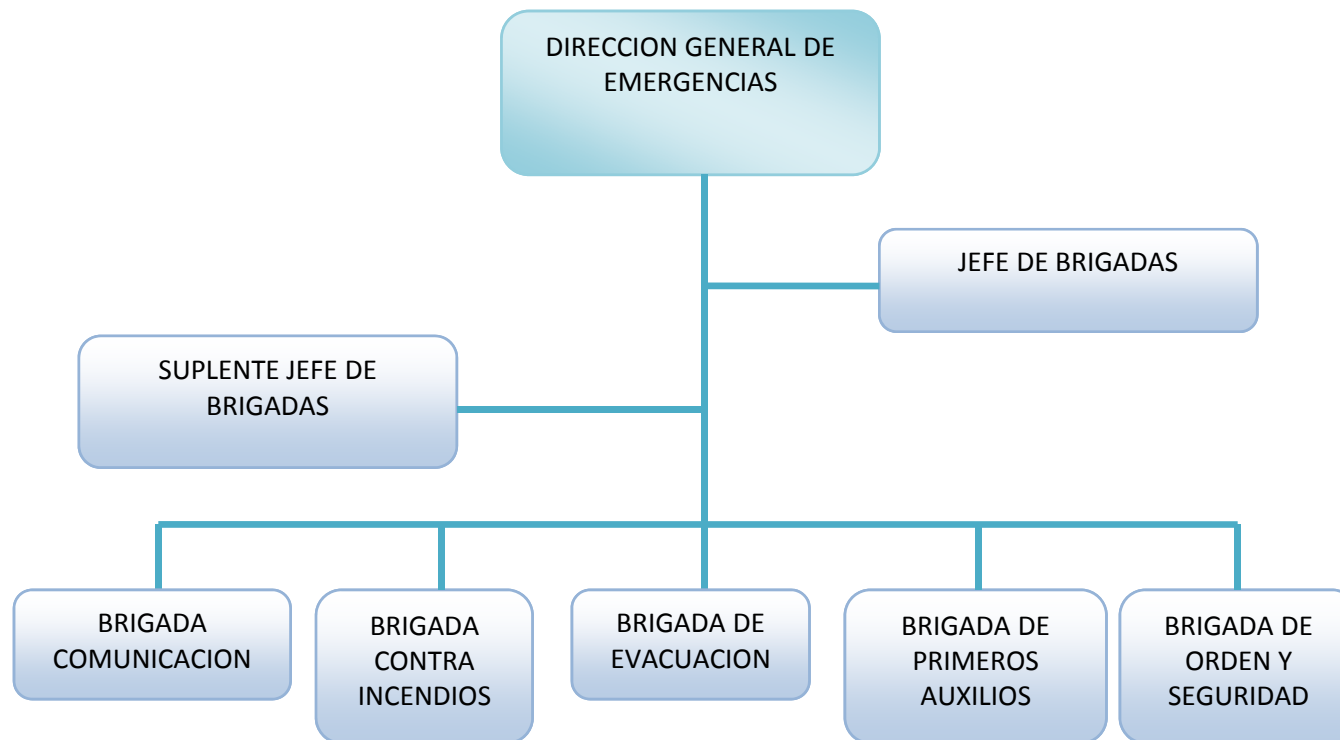 DIRECCION GENERAL DE
EMERGENCIAS
JEFE DE BRIGADAS
SUPLENTE JEFE DE
BRIGADAS
BRIGADA
COMUNICACION
BRIGADA
CONTRA
INCENDIOS
BRIGADA DE
EVACUACION
BRIGADA DE
PRIMEROS
AUXILIOS
BRIGADA DE
ORDEN Y
SEGURIDAD